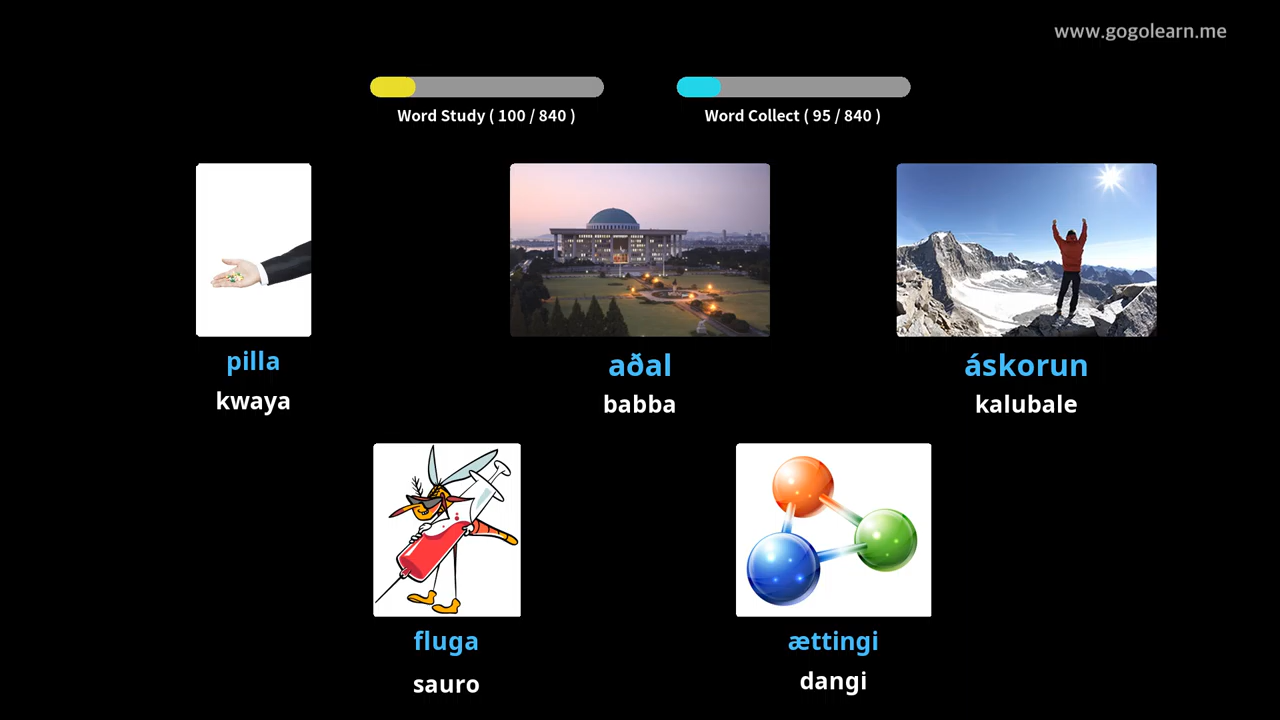 www.gogolearn.me
Word Study ( 100 / 840 )
Word Collect ( 95 / 840 )
pilla
kwaya
aðal
babba
áskorun
kalubale
fluga
sauro
ættingi
dangi